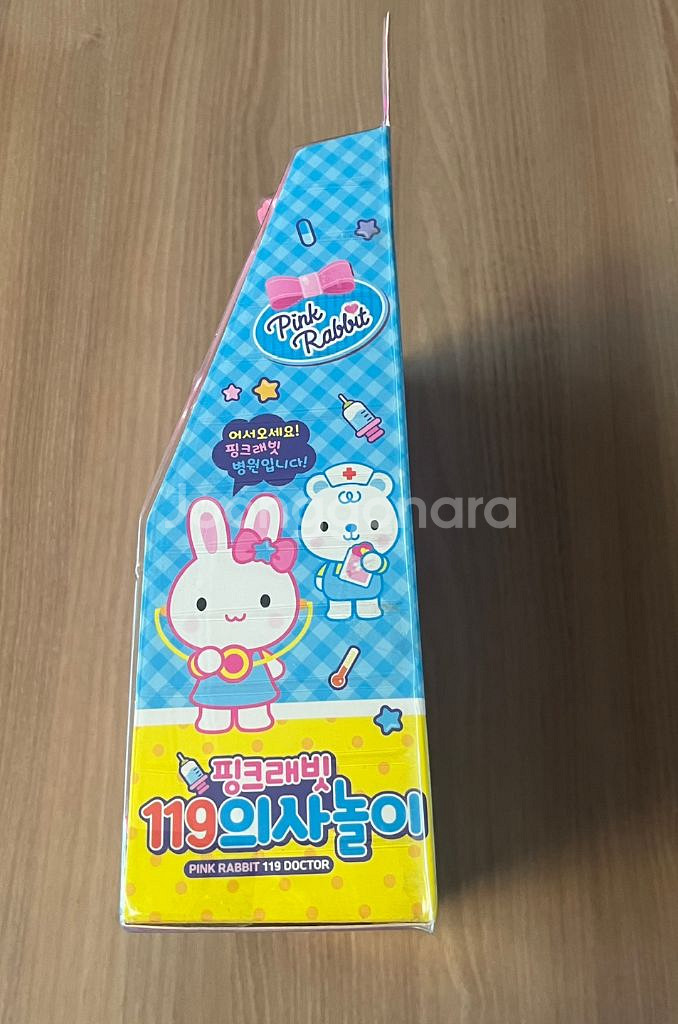 Pink
Rabbit
어서오세요!
핑크래빗
병원입니다!
Joonggonara
핑크래빗
119의사놀이
PINK RABBIT 119 DOCTOR